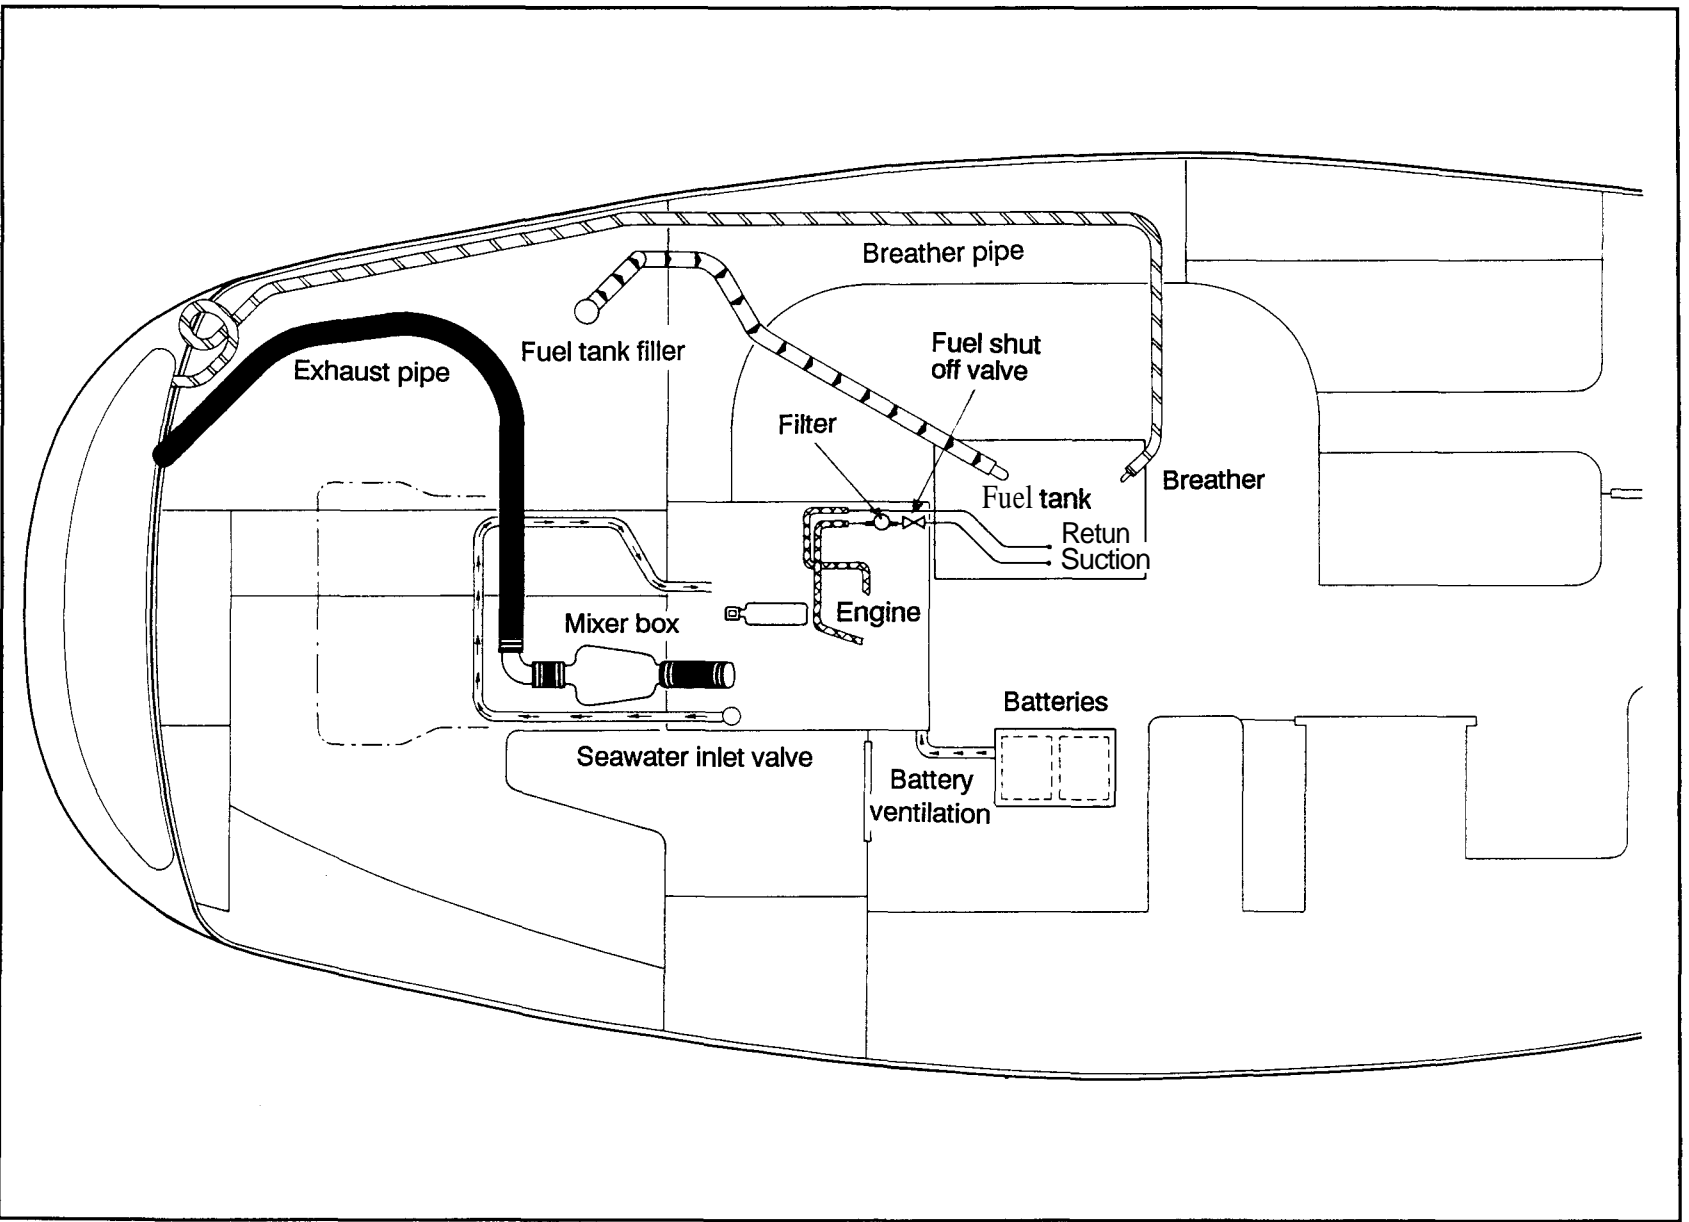 Breather pipe
Fuel tank filler
Fuel shut
off valve
Exhaust pipe
Filter
Breather
Fuel tank
Retun
Suction
Engine
Mixer box
Batteries
Seawater inlet valve
Battery
ventilation